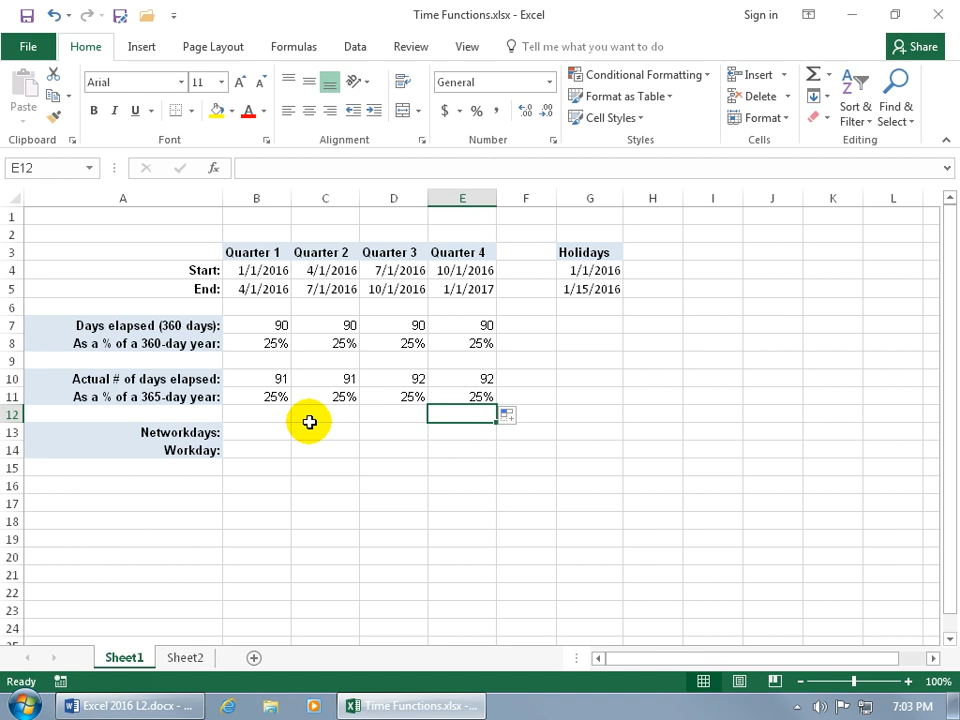 Time Functions.xlsx - Excel
Sign in
File Home Insert Page Layout Formulas Data Review View Tell me what you want to do Share
Paste
Arial 11
A A
B I U A
General
$ % ,
Conditional Formatting
Format as Table
Cell Styles
Insert
Delete
Format
Sort & Filter
Find & Select
Clipboard Font Alignment Number Styles Cells Editing
E12 fx
A B C D E F G H I J K L
1
2
3 Quarter 1 Quarter 2 Quarter 3 Quarter 4 Holidays
4 Start: 1/1/2016 4/1/2016 7/1/2016 10/1/2016 1/1/2016
5 End: 4/1/2016 7/1/2016 10/1/2016 1/1/2017 1/15/2016
6
7 Days elapsed (360 days): 90 90 90 90
8 As a % of a 360-day year: 25% 25% 25% 25%
9
10 Actual # of days elapsed: 91 91 92 92
11 As a % of a 365-day year: 25% 25% 25% 25%
12
13 Networkdays:
14 Workday:
15
16
17
18
19
20
21
22
23
24
Sheet1 Sheet2
Ready 100%
Excel 2016 L2.docx - ... Time Functions.xlsx -... 7:03 PM